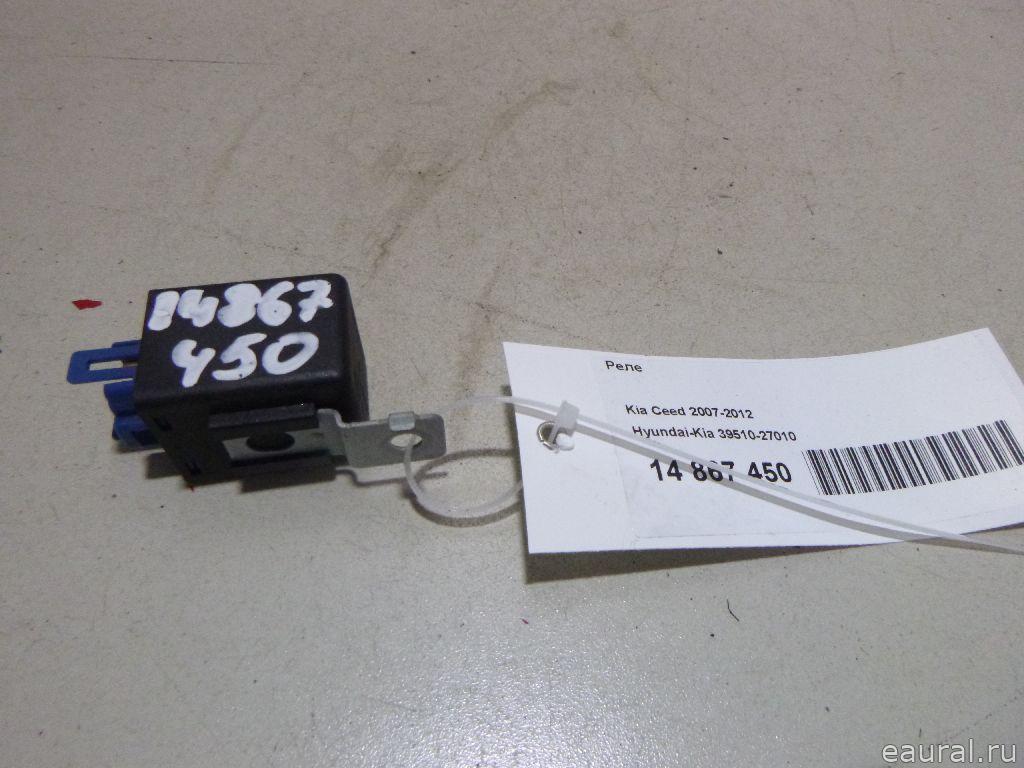 14867
450
Реле
Kia Ceed 2007-2012
Hyundai-Kia 39510-27010
14 867 450
eaural.ru